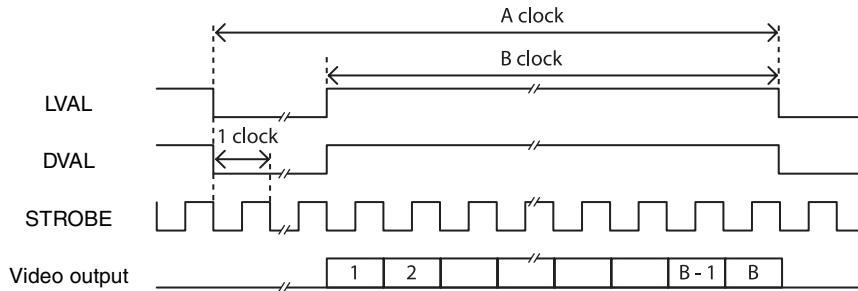 A clock
B clock
LVAL
1 clock
DVAL
STROBE
Video output 1 2 B - 1 B